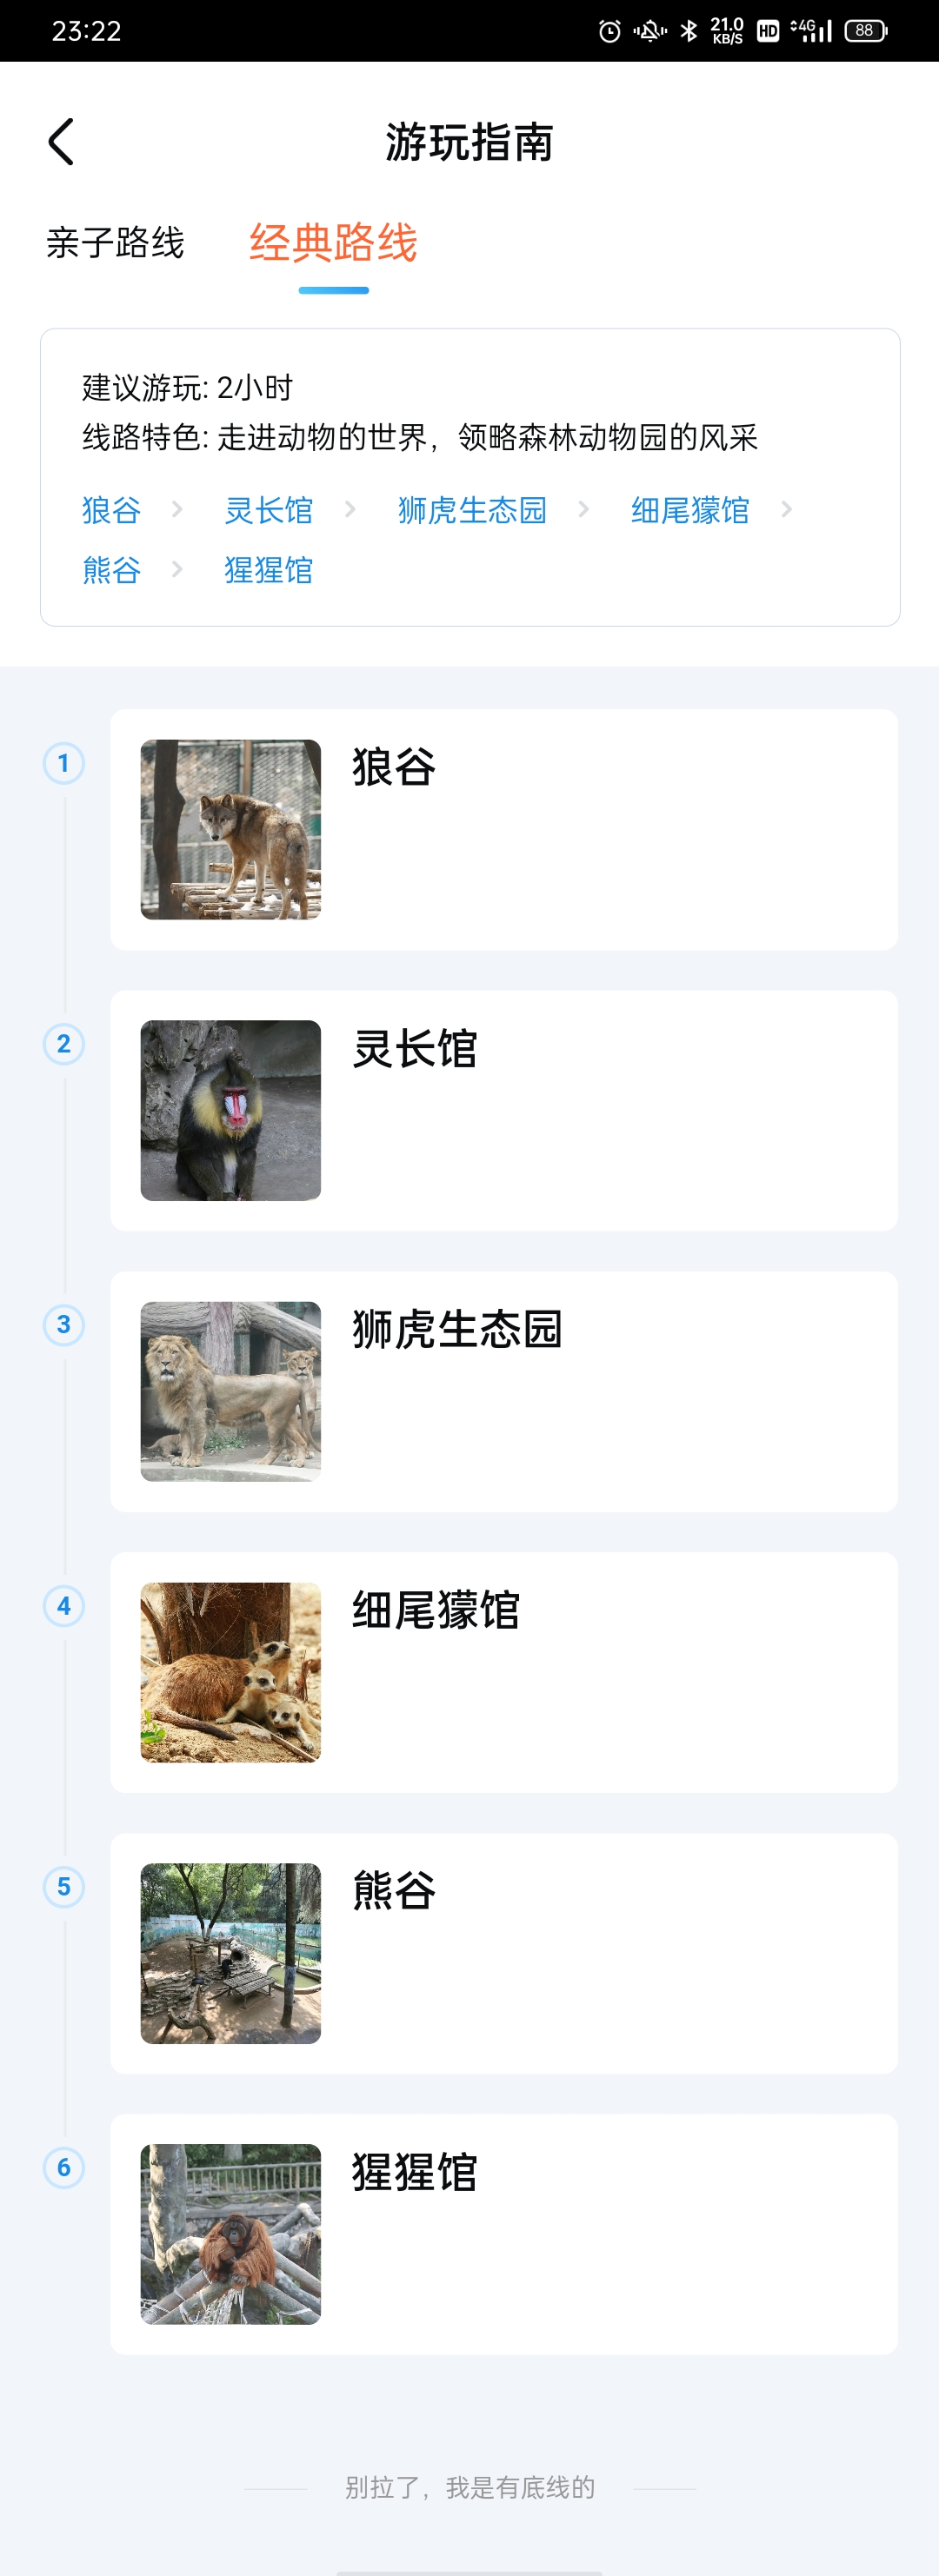 23:22
21.0
KB/S
HD
4G
88
游玩指南
亲子路线 经典路线
建议游玩: 2小时
线路特色: 走进动物的世界，领略森林动物园的风采
狼谷 > 灵长馆 > 狮虎生态园 > 细尾獴馆 >
熊谷 > 猩猩馆
1 狼谷
2 灵长馆
3 狮虎生态园
4 细尾獴馆
5 熊谷
6 猩猩馆
别拉了，我是有底线的